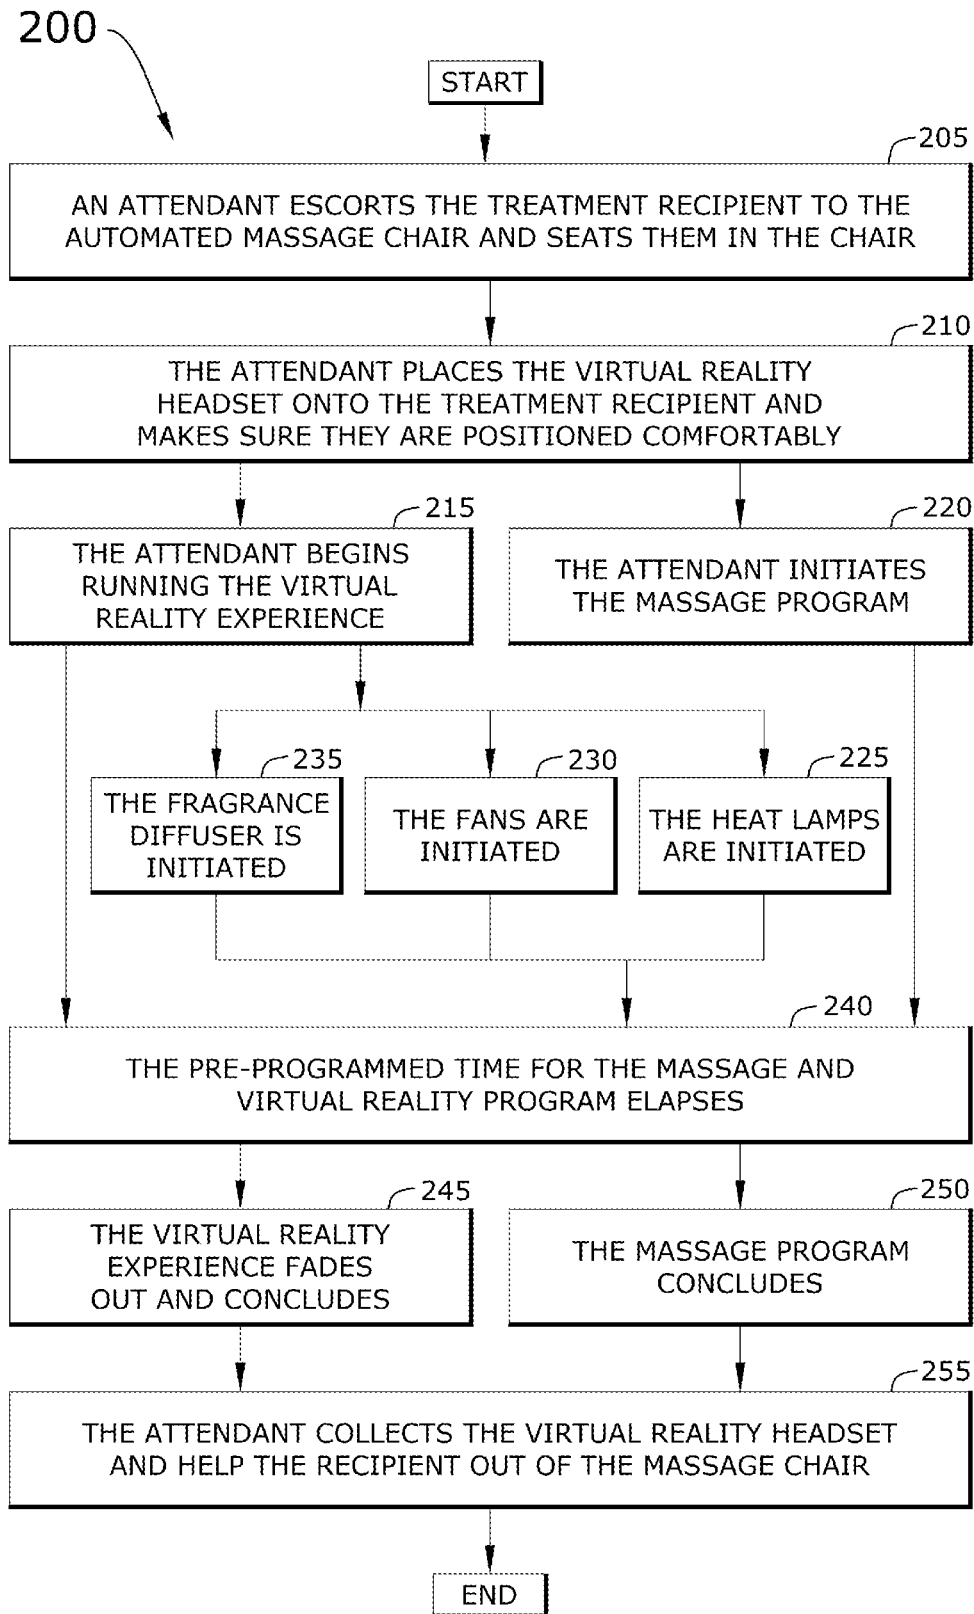 200
START
205
AN ATTENDANT ESCORTS THE TREATMENT RECIPIENT TO THE
AUTOMATED MASSAGE CHAIR AND SEATS THEM IN THE CHAIR
210
THE ATTENDANT PLACES THE VIRTUAL REALITY
HEADSET ONTO THE TREATMENT RECIPIENT AND
MAKES SURE THEY ARE POSITIONED COMFORTABLY
215
THE ATTENDANT BEGINS
RUNNING THE VIRTUAL
REALITY EXPERIENCE
220
THE ATTENDANT INITIATES
THE MASSAGE PROGRAM
235
THE FRAGRANCE
DIFFUSER IS
INITIATED
230
THE FANS ARE
INITIATED
225
THE HEAT LAMPS
ARE INITIATED
240
THE PRE-PROGRAMMED TIME FOR THE MASSAGE AND
VIRTUAL REALITY PROGRAM ELAPSES
245
THE VIRTUAL REALITY
EXPERIENCE FADES
OUT AND CONCLUDES
250
THE MASSAGE PROGRAM
CONCLUDES
255
THE ATTENDANT COLLECTS THE VIRTUAL REALITY HEADSET
AND HELP THE RECIPIENT OUT OF THE MASSAGE CHAIR
END